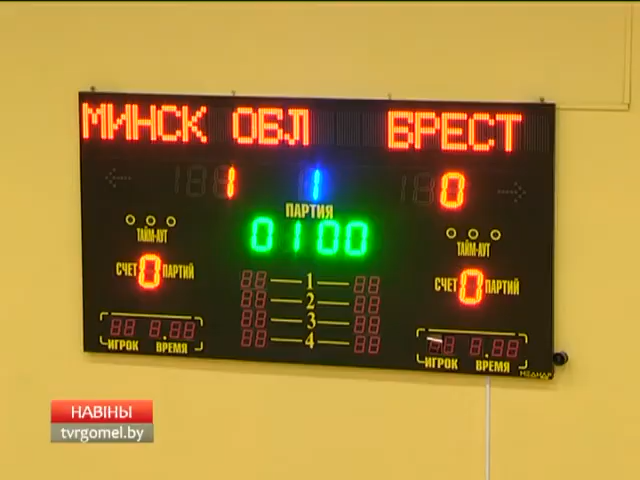 МИНСК ОБЛ БРЕСТ
1 1 0
ПАРТИЯ
01:00
ТАЙМ-АУТ ТАЙМ-АУТ
СЧЕТ 0 ПАРТИЙ СЧЕТ 0 ПАРТИЙ
1
2
3
4
ИГРОК ВРЕМЯ ИГРОК ВРЕМЯ
НАВІНЫ
tvrgomel.by